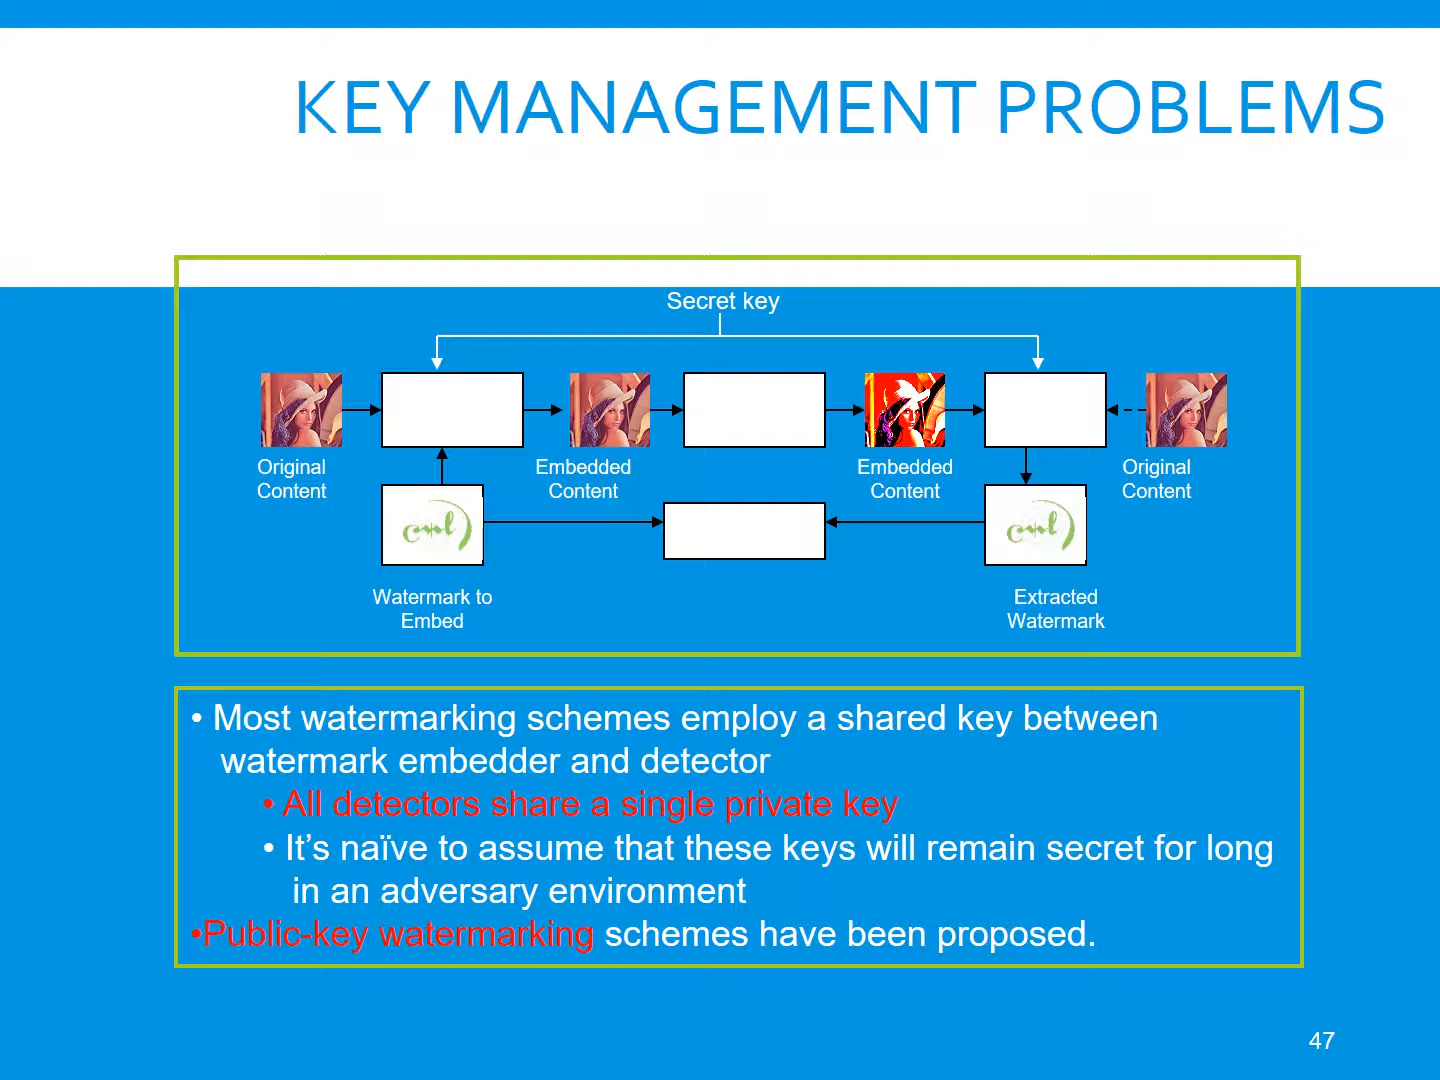 KEY MANAGEMENT PROBLEMS
Secret key
Original
Content
Embedded
Content
Embedded
Content
Original
Content
Watermark to
Embed
Extracted
Watermark
• Most watermarking schemes employ a shared key between
watermark embedder and detector
• All detectors share a single private key
• It’s naïve to assume that these keys will remain secret for long
in an adversary environment
•Public-key watermarking schemes have been proposed.
47